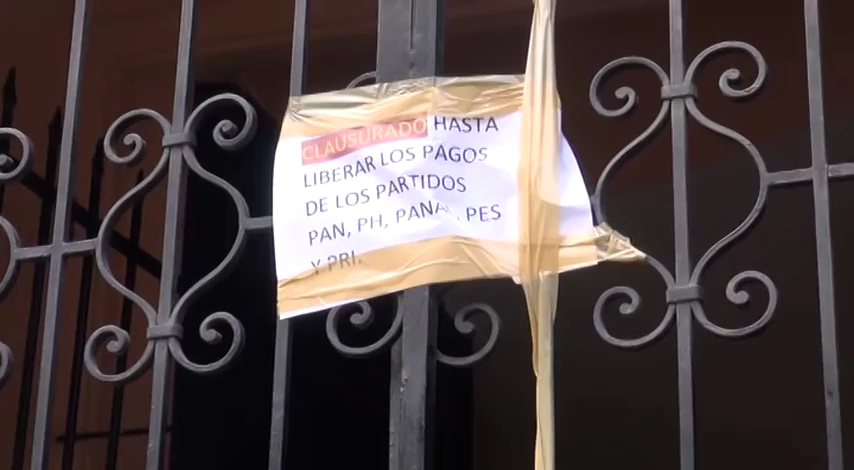 CLAUSURADO HASTA
LIBERAR LOS PAGOS
DE LOS PARTIDOS
PAN, PH, PANAL, PES
Y PRI.